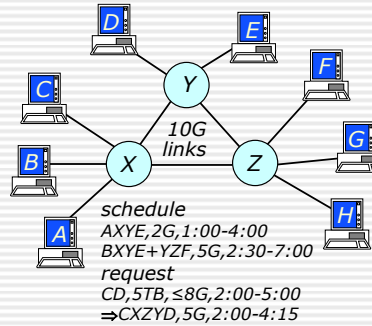 D
E
Y
C
F
10G
links
B
X
Z
G
A
H
schedule
AXYE,2G,1:00-4:00
BXYE+YZF,5G,2:30-7:00
request
CD,5TB,≤8G,2:00-5:00
⇒CXZYD,5G,2:00-4:15